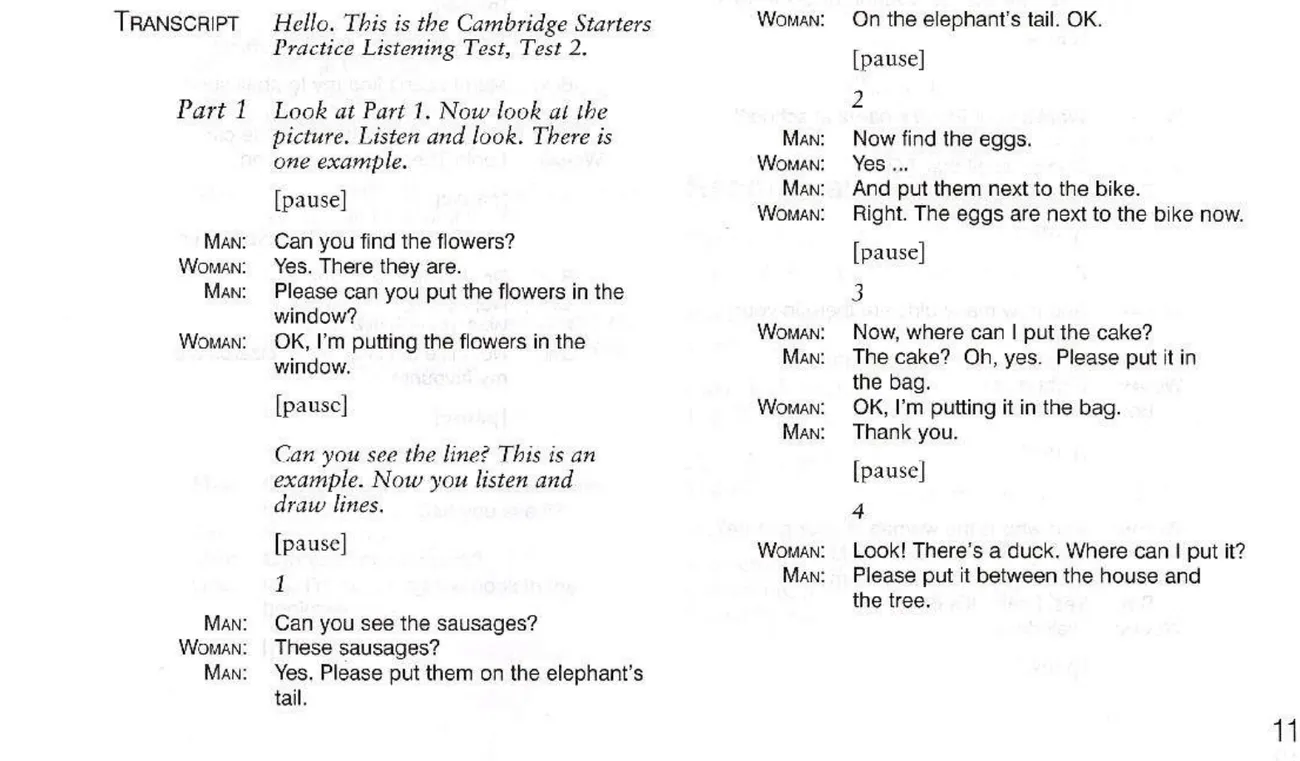 TRANSCRIPT Hello. This is the Cambridge Starters
Practice Listening Test, Test 2.
Part 1 Look at Part 1. Now look at the
picture. Listen and look. There is
one example.
[pause]
MAN: Can you find the flowers?
WOMAN: Yes. There they are.
MAN: Please can you put the flowers in the
window?
WOMAN: OK, I'm putting the flowers in the
window.
[pause]
Can you see the line? This is an
example. Now you listen and
draw lines.
[pause]
1
MAN: Can you see the sausages?
WOMAN: These sausages?
MAN: Yes. Please put them on the elephant's
tail.
WOMAN: On the elephant's tail. OK.
[pause]
2
MAN: Now find the eggs.
WOMAN: Yes ...
MAN: And put them next to the bike.
WOMAN: Right. The eggs are next to the bike now.
[pause]
3
WOMAN: Now, where can I put the cake?
MAN: The cake? Oh, yes. Please put it in
the bag.
WOMAN: OK, I'm putting it in the bag.
MAN: Thank you.
[pause]
4
WOMAN: Look! There's a duck. Where can I put it?
MAN: Please put it between the house and
the tree.
11